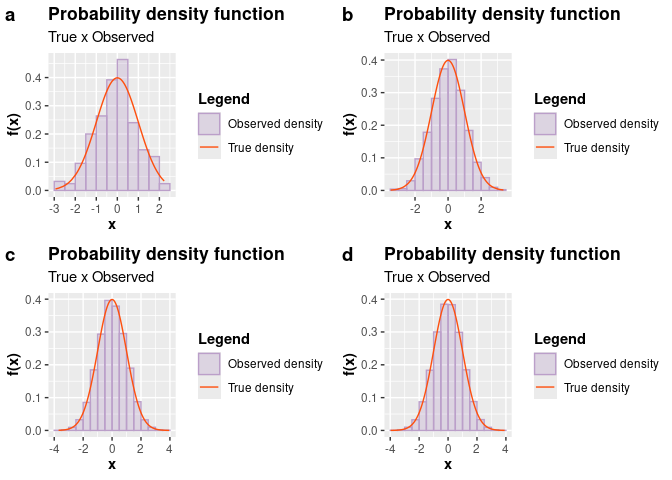 a
Probability density function
True x Observed
f(x)
0.4
0.3
0.2
0.1
0.0
-3 -2 -1 0 1 2
x
Legend
Observed density
True density
b
Probability density function
True x Observed
f(x)
0.4
0.3
0.2
0.1
0.0
-2 0 2
x
Legend
Observed density
True density
c
Probability density function
True x Observed
f(x)
0.4
0.3
0.2
0.1
0.0
-4 -2 0 2 4
x
Legend
Observed density
True density
d
Probability density function
True x Observed
f(x)
0.4
0.3
0.2
0.1
0.0
-4 -2 0 2 4
x
Legend
Observed density
True density